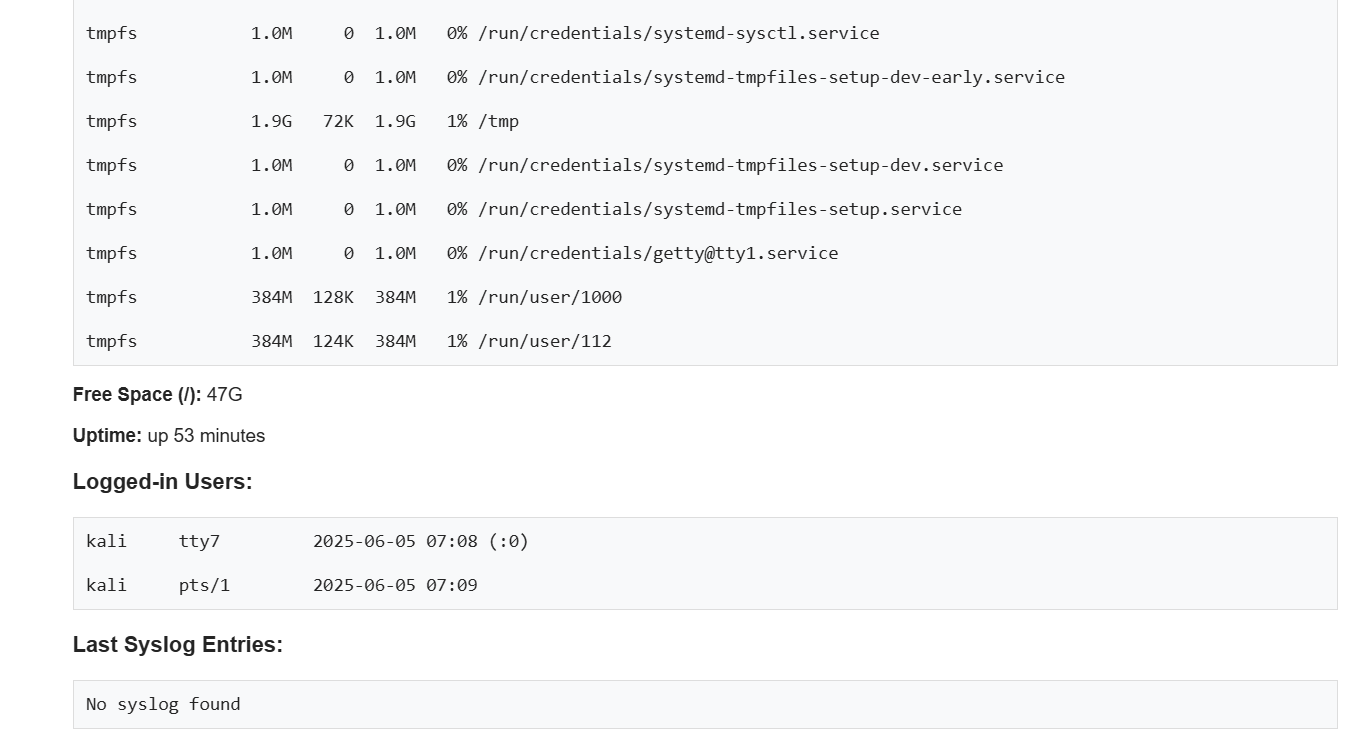 tmpfs           1.0M     0  1.0M   0% /run/credentials/systemd-sysctl.service
tmpfs           1.0M     0  1.0M   0% /run/credentials/systemd-tmpfiles-setup-dev-early.service
tmpfs           1.9G   72K  1.9G   1% /tmp
tmpfs           1.0M     0  1.0M   0% /run/credentials/systemd-tmpfiles-setup-dev.service
tmpfs           1.0M     0  1.0M   0% /run/credentials/systemd-tmpfiles-setup.service
tmpfs           1.0M     0  1.0M   0% /run/credentials/getty@tty1.service
tmpfs           384M  128K  384M   1% /run/user/1000
tmpfs           384M  124K  384M   1% /run/user/112
Free Space (/): 47G
Uptime: up 53 minutes
Logged-in Users:
kali     tty7         2025-06-05 07:08 (:0)
kali     pts/1        2025-06-05 07:09
Last Syslog Entries:
No syslog found